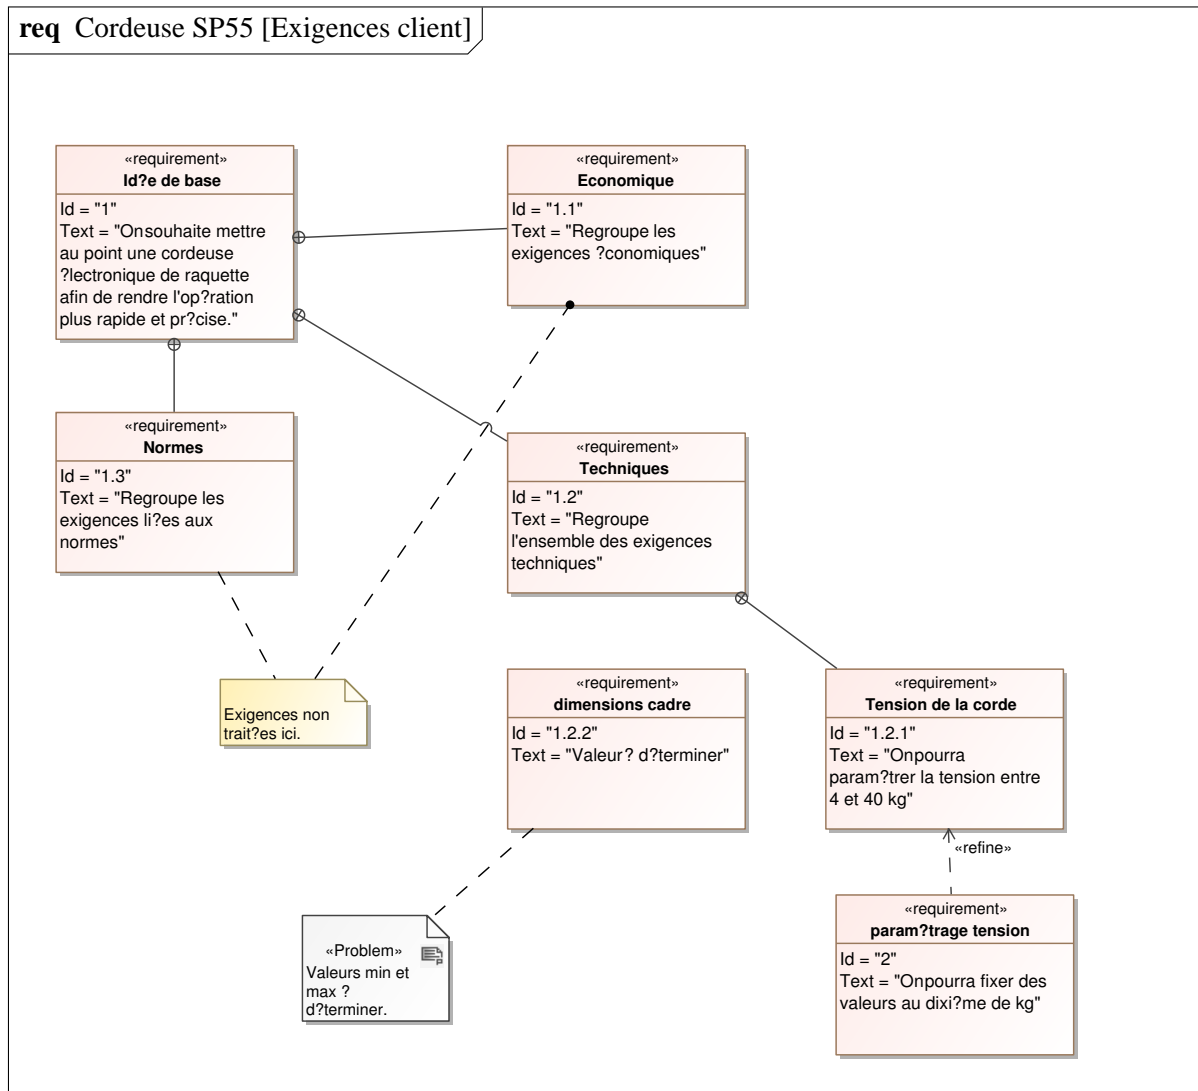 req Cordeuse SP55 [Exigences client]
«requirement»
Id?e de base
Id = "1"
Text = "Onsouhaite mettre
au point une cordeuse
?lectronique de raquette
afin de rendre l'op?ration
plus rapide et pr?cise."
«requirement»
Economique
Id = "1.1"
Text = "Regroupe les
exigences ?conomiques"
«requirement»
Normes
Id = "1.3"
Text = "Regroupe les
exigences li?es aux
normes"
«requirement»
Techniques
Id = "1.2"
Text = "Regroupe
l'ensemble des exigences
techniques"
Exigences non
trait?es ici.
«requirement»
dimensions cadre
Id = "1.2.2"
Text = "Valeur? d?terminer"
«requirement»
Tension de la corde
Id = "1.2.1"
Text = "Onpourra
param?trer la tension entre
4 et 40 kg"
«refine»
«Problem»
Valeurs min et
max ?
d?terminer.
«requirement»
param?trage tension
Id = "2"
Text = "Onpourra fixer des
valeurs au dixi?me de kg"